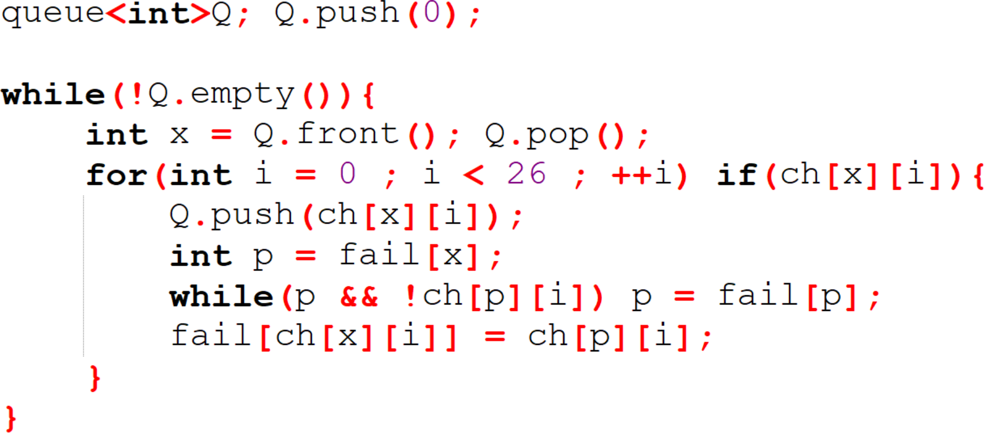 queue<int>Q; Q.push(0);
while(!Q.empty()){
int x = Q.front(); Q.pop();
for(int i = 0 ; i < 26 ; ++i) if(ch[x][i]){
Q.push(ch[x][i]);
int p = fail[x];
while(p && !ch[p][i]) p = fail[p];
fail[ch[x][i]] = ch[p][i];
}
}